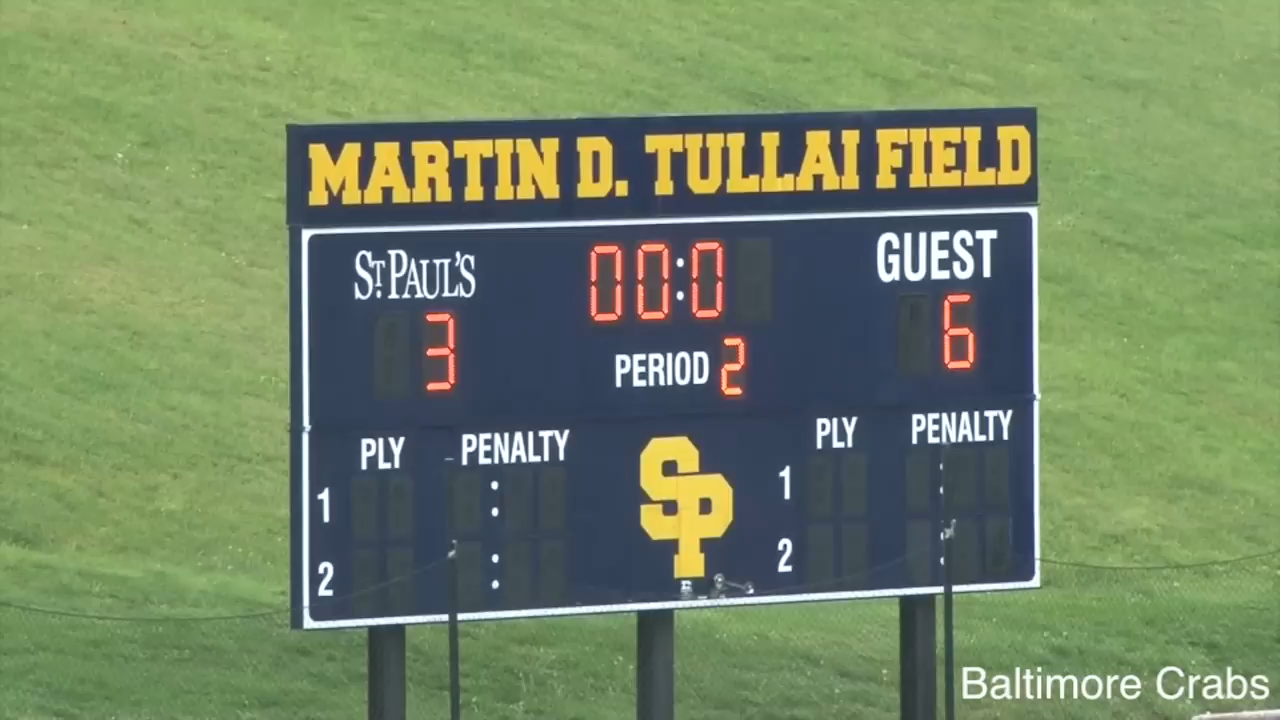 MARTIN D. TULLAI FIELD
ST. PAUL'S 00:0 GUEST
3 6
PERIOD 2
PLY PENALTY PLY PENALTY
1 : 1 :
2 : 2 :
SP
Baltimore Crabs